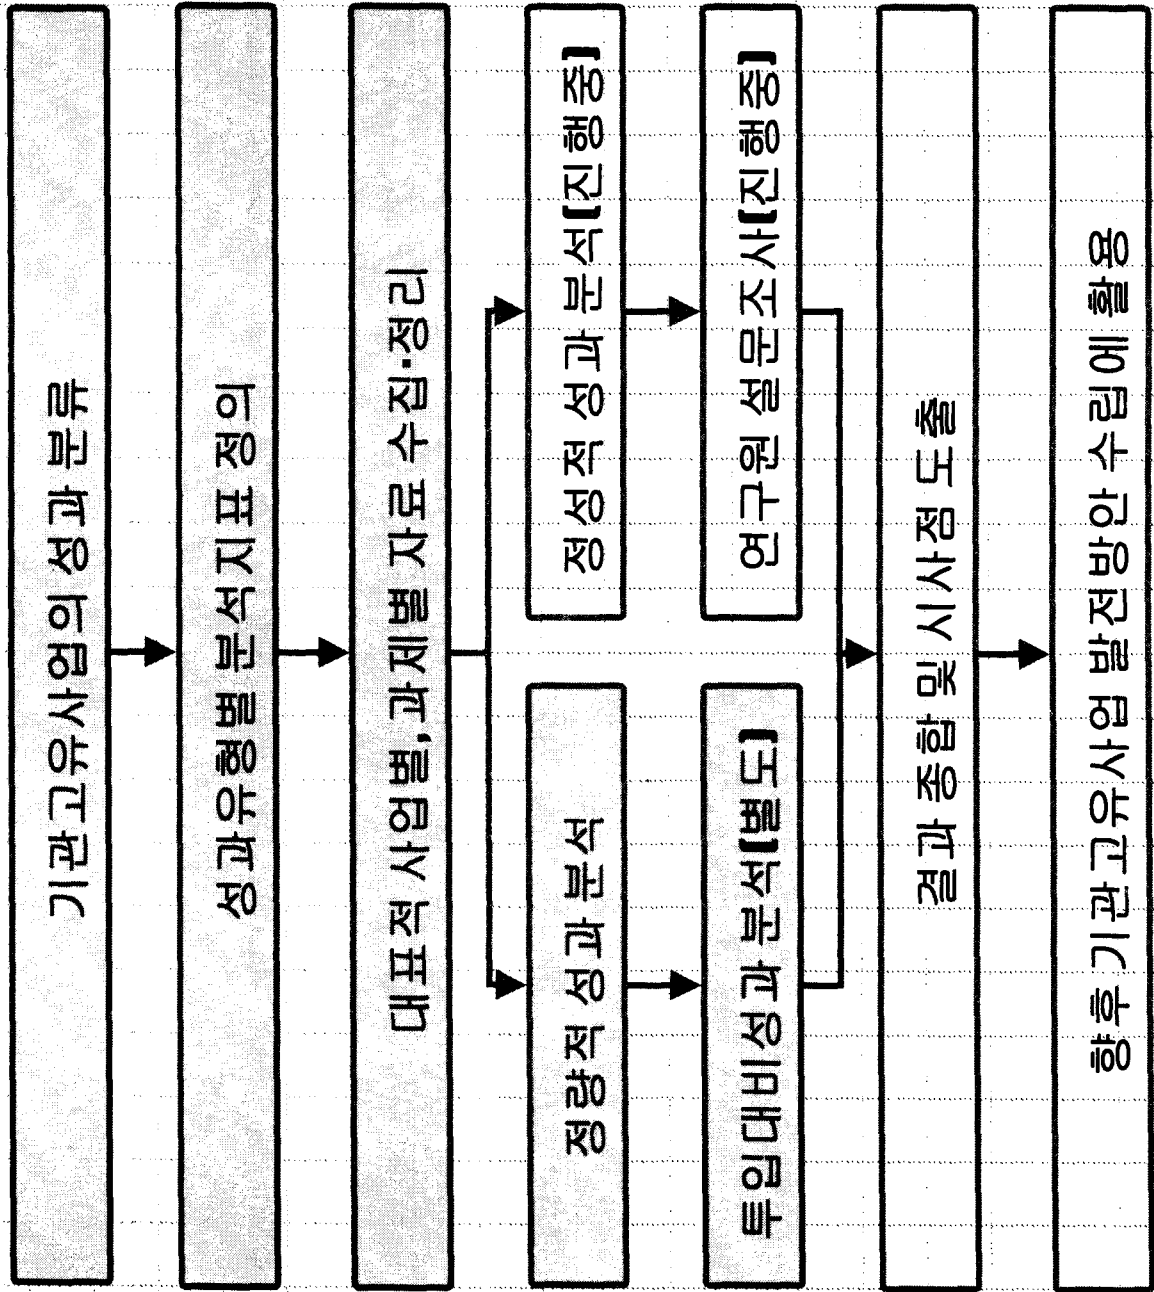 기관고유사업의 성과 분류
성과유형별 분석지표 정의
대표적 사업별, 과제별 자료 수집·정리
정량적 성과 분석
정성적 성과 분석(진행중)
투입대비성과 분석(별도)
연구원 설문조사(진행중)
결과 종합 및 시사점 도출
향후 기관고유사업 발전방안 수립에 활용